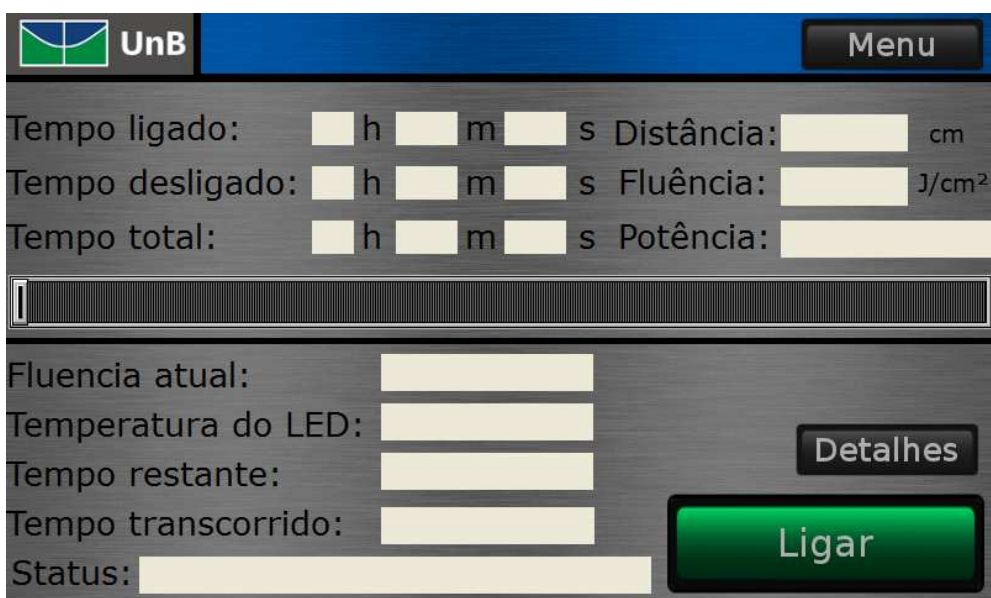 UnB Menu
Tempo ligado: h m s Distância: cm
Tempo desligado: h m s Fluência: J/cm²
Tempo total: h m s Potência:
Fluencia atual:
Temperatura do LED:
Detalhes
Tempo restante:
Tempo transcorrido:
Ligar
Status: